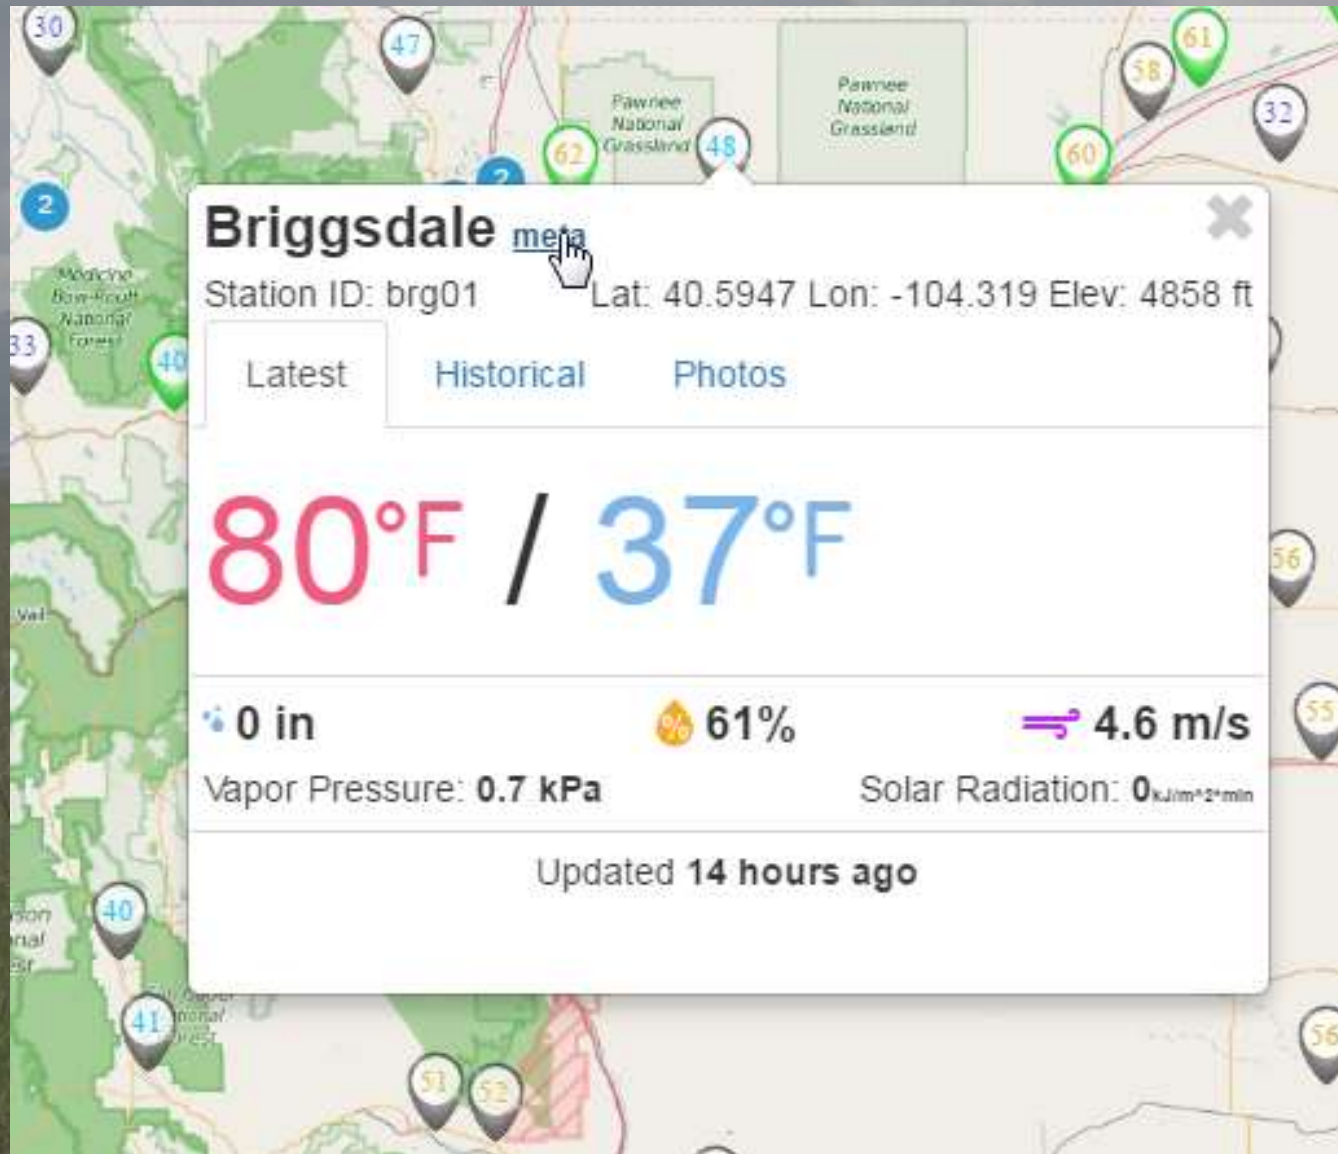 30
47
61
58
32
Pawnee
National
Grassland
Pawnee
National
Grassland
62
48
60
2
2
Briggsdale meta
Station ID: brg01 Lat: 40.5947 Lon: -104.319 Elev: 4858 ft
Medicine
Bow-Routt
National
Forest
33
40
Latest Historical Photos
80°F / 37°F
56
Vail
0 in 61% 4.6 m/s
55
Vapor Pressure: 0.7 kPa Solar Radiation: 0kJ/m^2*min
Updated 14 hours ago
40
41
51
52
56